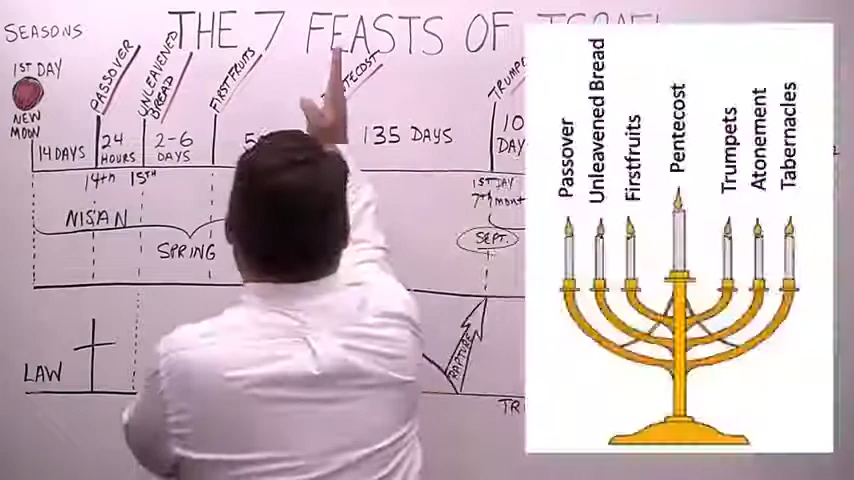 THE 7 FEASTS OF ISRAEL
SEASONS
1ST DAY
NEW
MOON
PASSOVER
UNLEAVENED
BREAD
FIRSTFRUITS
14 DAYS
24
HOURS
2-6
DAYS
135 DAYS
10
DAY
14th
15TH
1ST DAY
7th MONT
NISAN
SPRING
SEPT.
LAW
RAPTURE
TR
Passover
Unleavened Bread
Firstfruits
Pentecost
Trumpets
Atonement
Tabernacles